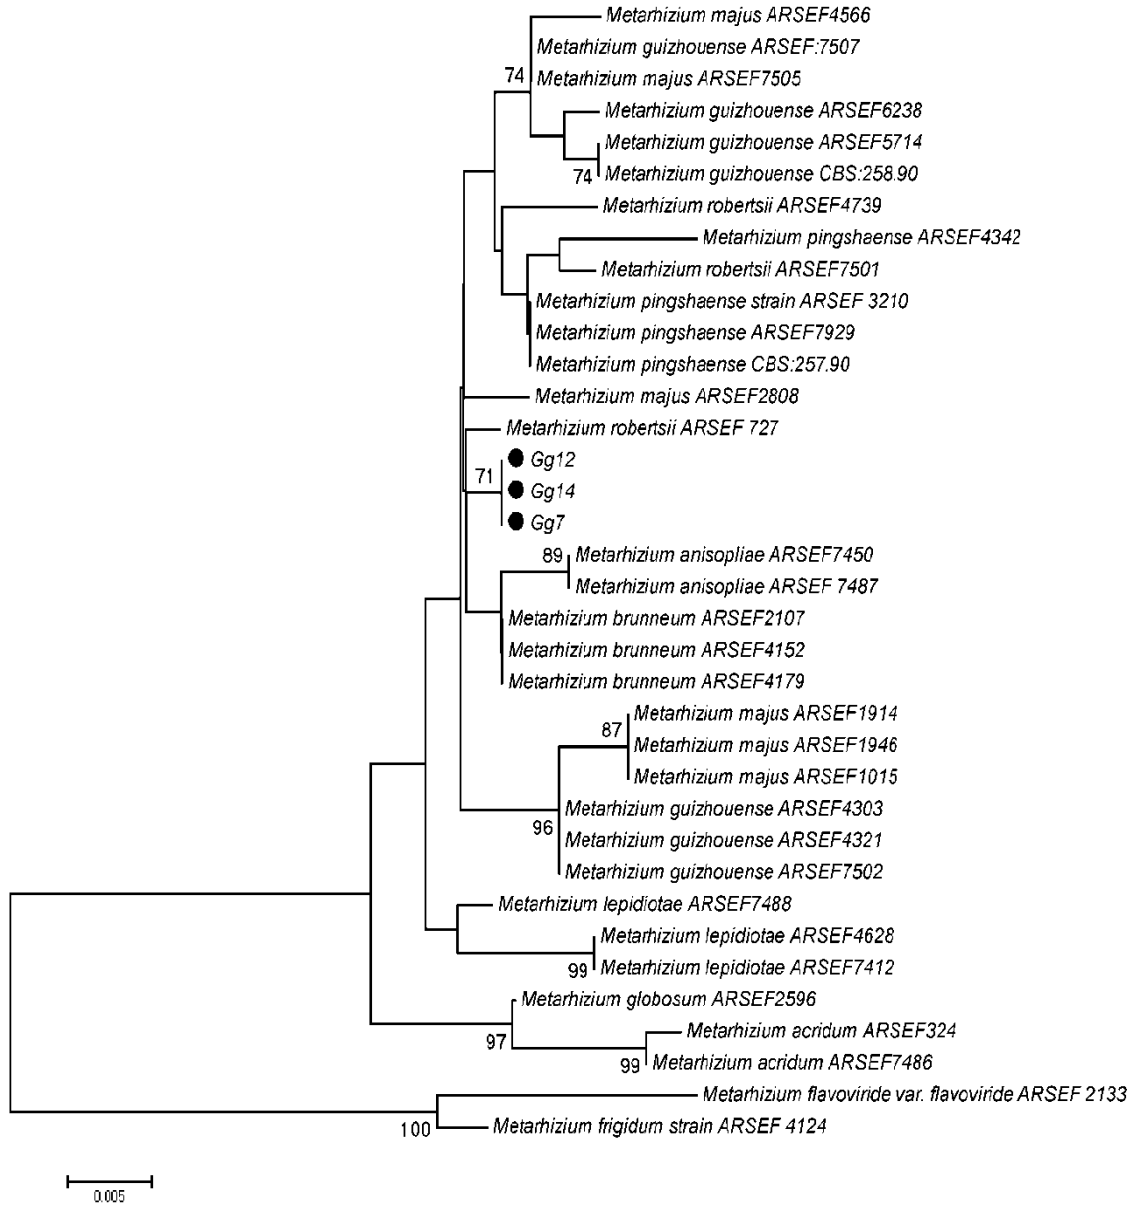 Metarhizium majus ARSEF4566
Metarhizium guizhouense ARSEF:7507
74
Metarhizium majus ARSEF7505
Metarhizium guizhouense ARSEF6238
Metarhizium guizhouense ARSEF5714
74
Metarhizium guizhouense CBS:258.90
Metarhizium robertsii ARSEF4739
Metarhizium pingshaense ARSEF4342
Metarhizium robertsii ARSEF7501
Metarhizium pingshaense strain ARSEF 3210
Metarhizium pingshaense ARSEF7929
Metarhizium pingshaense CBS:257.90
Metarhizium majus ARSEF2808
Metarhizium robertsii ARSEF 727
Gg12
71
Gg14
Gg7
89
Metarhizium anisopliae ARSEF7450
Metarhizium anisopliae ARSEF 7487
Metarhizium brunneum ARSEF2107
Metarhizium brunneum ARSEF4152
Metarhizium brunneum ARSEF4179
Metarhizium majus ARSEF1914
87
Metarhizium majus ARSEF1946
Metarhizium majus ARSEF1015
Metarhizium guizhouense ARSEF4303
96
Metarhizium guizhouense ARSEF4321
Metarhizium guizhouense ARSEF7502
Metarhizium lepidiotae ARSEF7488
Metarhizium lepidiotae ARSEF4628
99
Metarhizium lepidiotae ARSEF7412
Metarhizium globosum ARSEF2596
97
Metarhizium acridum ARSEF324
99
Metarhizium acridum ARSEF7486
Metarhizium flavoviride var. flavoviride ARSEF 2133
100
Metarhizium frigidum strain ARSEF 4124
0.005